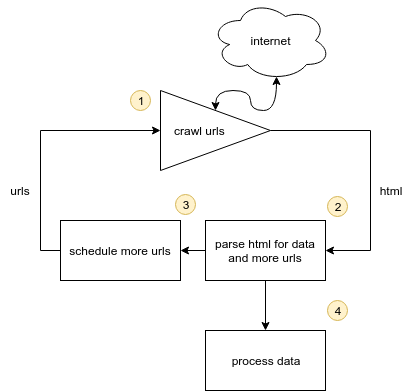 internet
1
crawl urls
urls
html
3
2
schedule more urls
parse html for data
and more urls
4
process data